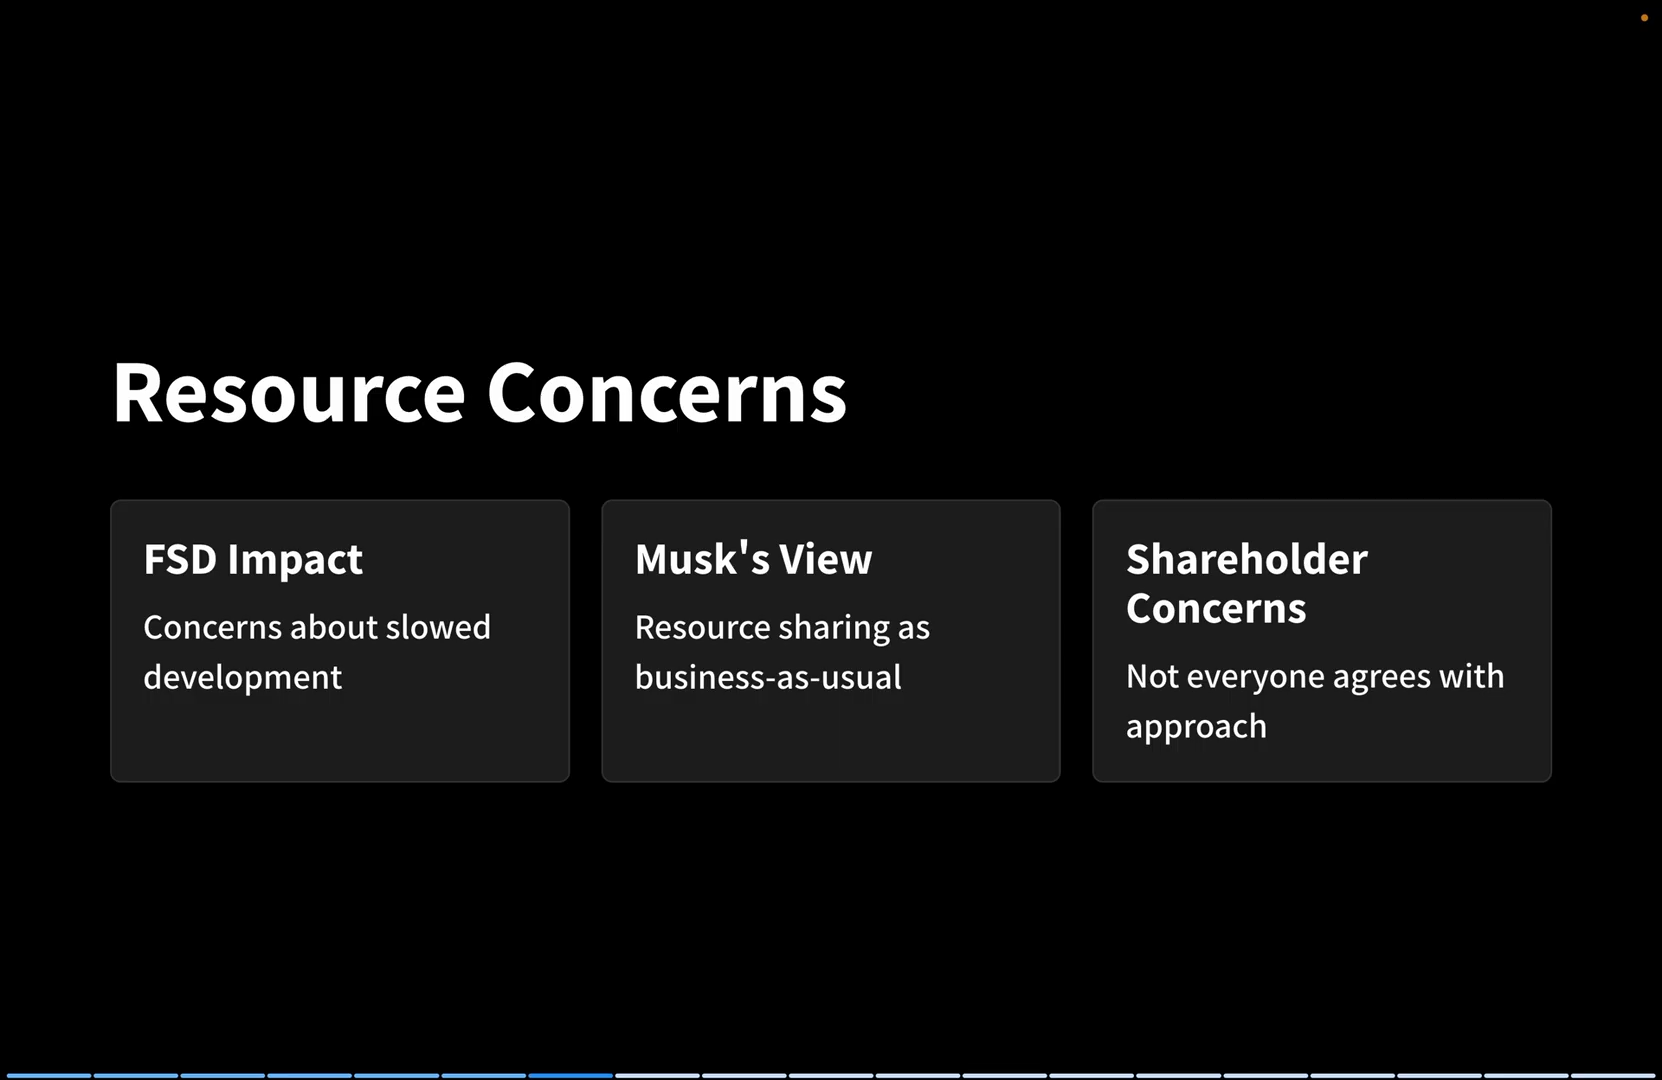 Resource Concerns
FSD Impact
Concerns about slowed
development
Musk's View
Resource sharing as
business-as-usual
Shareholder
Concerns
Not everyone agrees with
approach